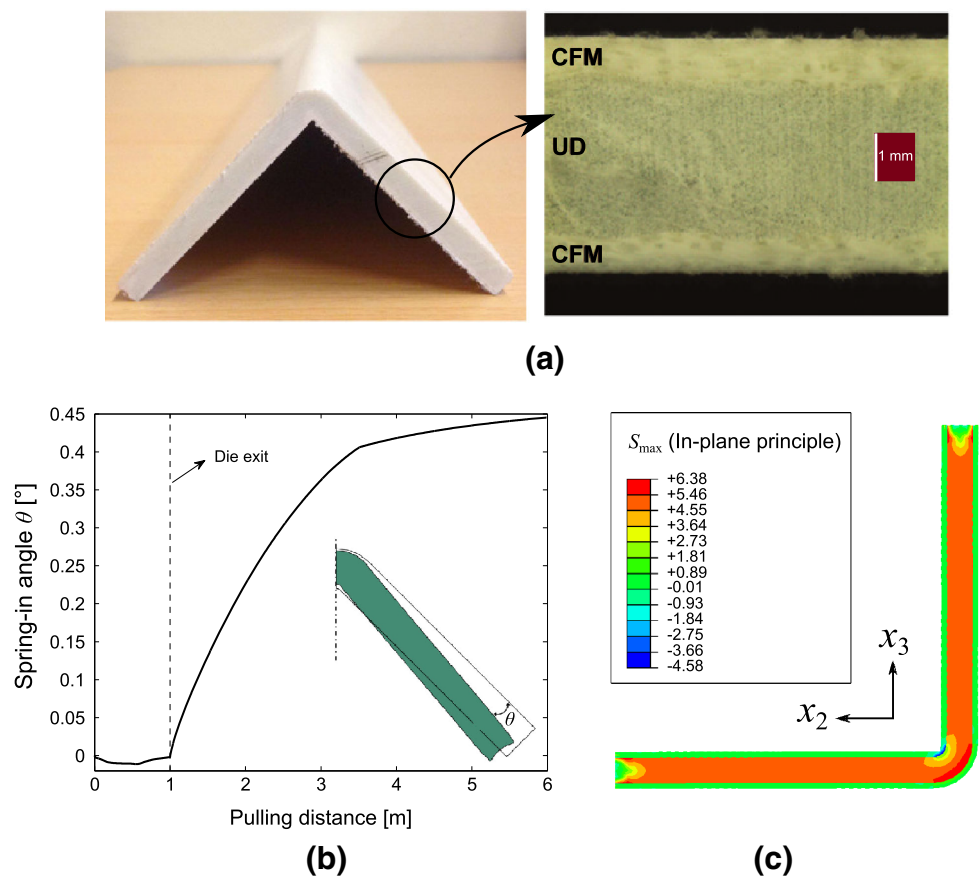 CFM
UD
1 mm
CFM
(a)
Spring-in angle θ [°]
0.45
0.4
0.35
0.3
0.25
0.2
0.15
0.1
0.05
0
Die exit
θ
0 1 2 3 4 5 6
Pulling distance [m]
(b)
Smax (In-plane principle)
+6.38
+5.46
+4.55
+3.64
+2.73
+1.81
+0.89
-0.01
-0.93
-1.84
-2.75
-3.66
-4.58
x3
x2
(c)